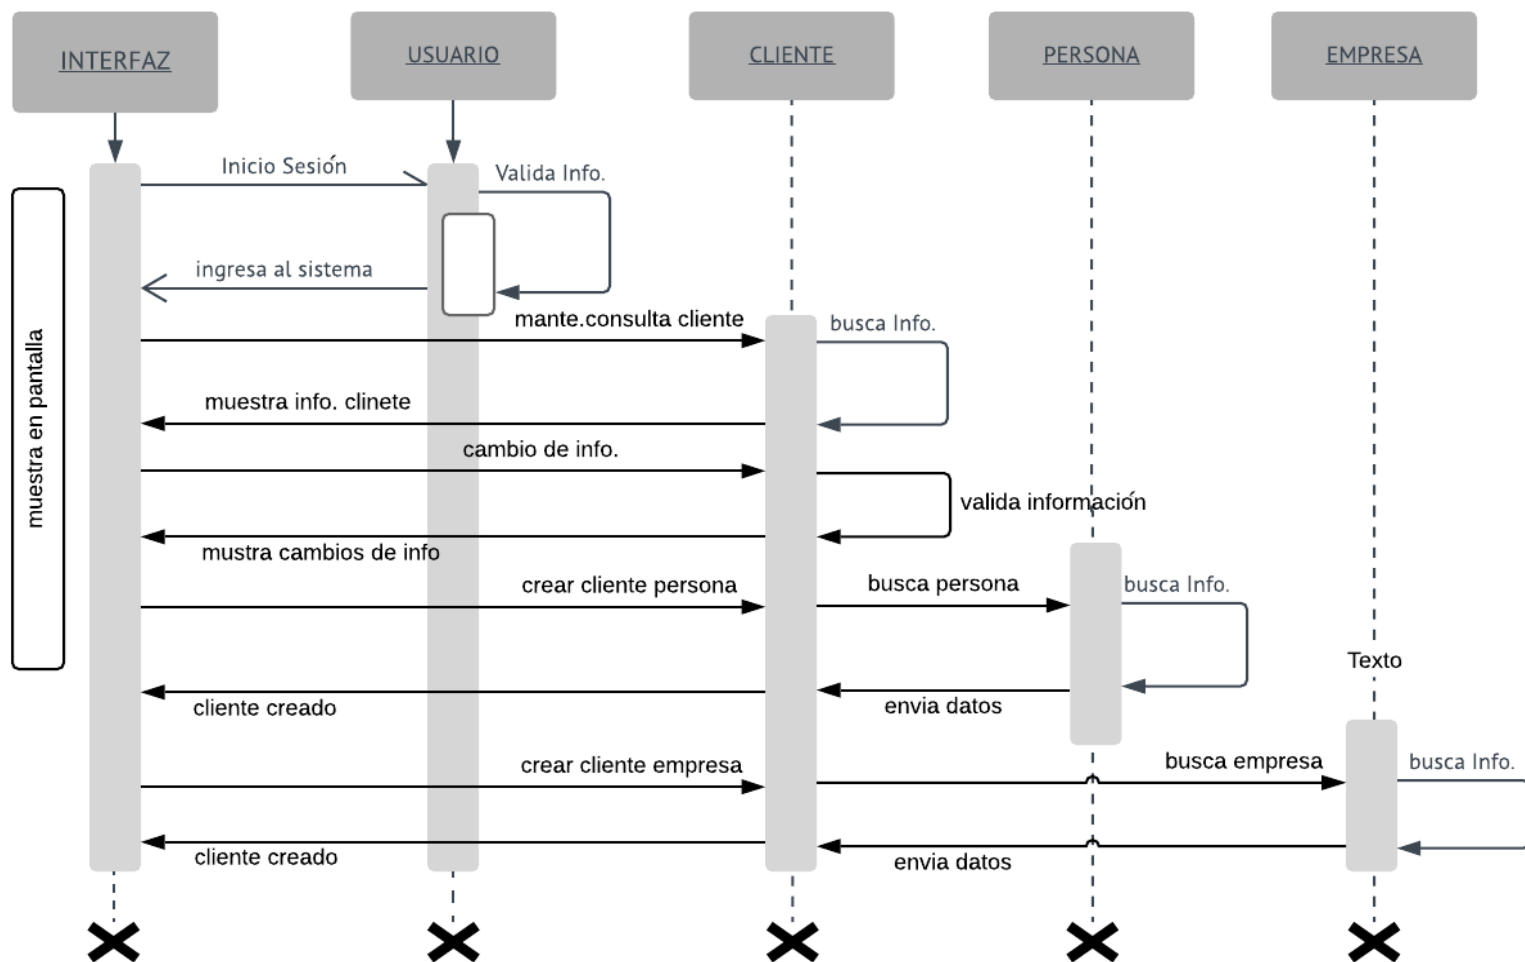 INTERFAZ
USUARIO
CLIENTE
PERSONA
EMPRESA
Inicio Sesión
Valida Info.
ingresa al sistema
mante.consulta cliente
busca Info.
muestra en pantalla
muestra info. clinete
cambio de info.
valida información
mustra cambios de info
crear cliente persona
busca persona
busca Info.
Texto
cliente creado
envia datos
crear cliente empresa
busca empresa
busca Info.
cliente creado
envia datos